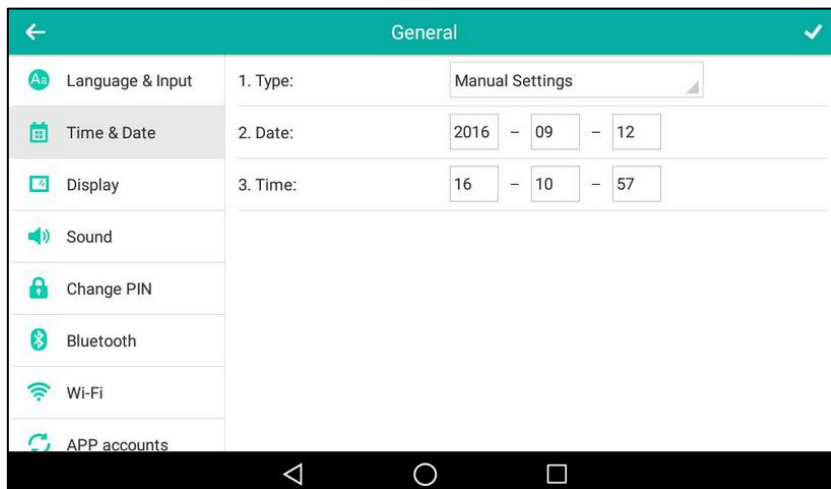 General
Aa
Language & Input
1. Type:
Manual Settings
Time & Date
2. Date:
2016 – 09 – 12
Display
3. Time:
16 – 10 – 57
Sound
Change PIN
Bluetooth
Wi-Fi
APP accounts